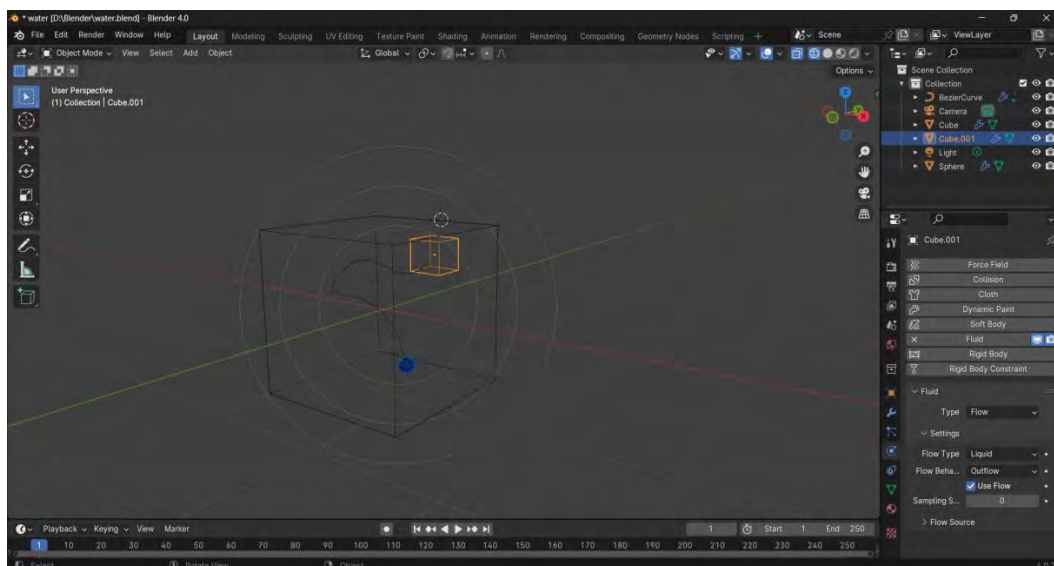 * water [D:\Blender\water.blend] - Blender 4.0
File Edit Render Window Help Layout Modeling Sculpting UV Editing Texture Paint Shading Animation Rendering Compositing Geometry Nodes Scripting + Scene ViewLayer
Object Mode View Select Add Object Global
Options
User Perspective
(1) Collection | Cube.001
Z
Y
X
Scene Collection
Collection
BezierCurve
Camera
Cube
Cube.001
Light
Sphere
Cube.001
Force Field
Collision
Cloth
Dynamic Paint
Soft Body
Fluid
Rigid Body
Rigid Body Constraint
Fluid
Type Flow
Settings
Flow Type Liquid
Flow Beha... Outflow
Use Flow
Sampling S... 0
Flow Source
Playback Keying View Marker 1 Start 1 End 250
1 10 20 30 40 50 60 70 80 90 100 110 120 130 140 150 160 170 180 190 200 210 220 230 240 250
Select Rotate View Object